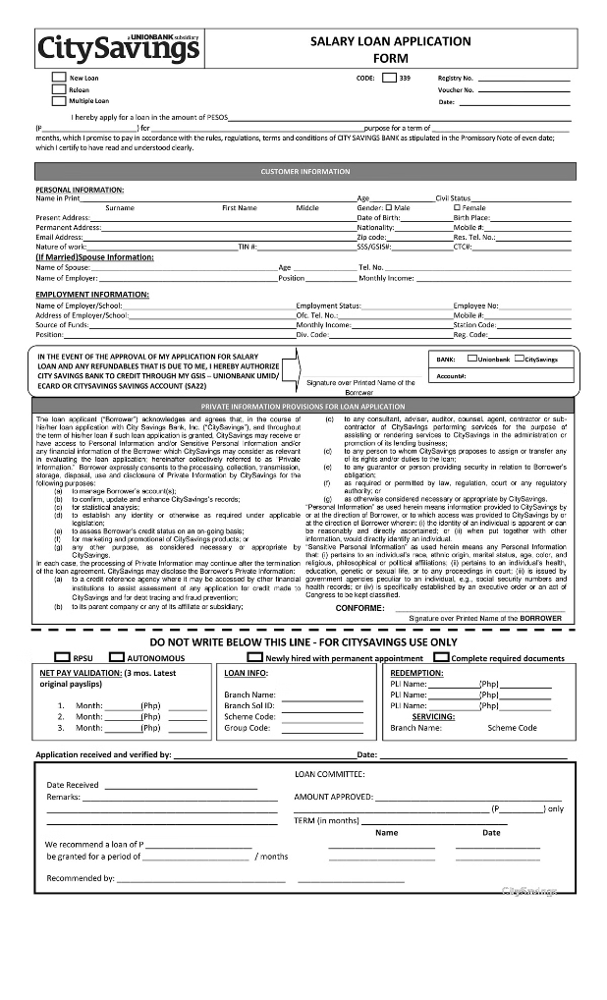 a UNIONBANK subsidiary
CitySavings
SALARY LOAN APPLICATION
FORM
New Loan
Reloan
Multiple Loan
CODE: 339
Registry No.
Voucher No.
Date:
I hereby apply for a loan in the amount of PESOS
(P ) for purpose for a term of
months, which I promise to pay in accordance with the rules, regulations, terms and conditions of CITY SAVINGS BANK as stipulated in the Promissory Note of even date;
which I certify to have read and understood clearly.
CUSTOMER INFORMATION
PERSONAL INFORMATION:
Name in Print Age Civil Status
Surname First Name Middle Gender: Male Female
Present Address: Date of Birth: Birth Place:
Permanent Address: Nationality: Mobile #:
Email Address: Zip code: Res. Tel. No.:
Nature of work: TIN #: SSS/GSIS#: CTC#:
(If Married)Spouse Information:
Name of Spouse: Age Tel. No.
Name of Employer: Position Monthly Income:
EMPLOYMENT INFORMATION:
Name of Employer/School: Employment Status: Employee No:
Address of Employer/School: Ofc. Tel. No.: Mobile #:
Source of Funds: Monthly Income: Station Code:
Position: Div. Code: Reg. Code:
IN THE EVENT OF THE APPROVAL OF MY APPLICATION FOR SALARY
LOAN AND ANY REFUNDABLES THAT IS DUE TO ME, I HEREBY AUTHORIZE
CITY SAVINGS BANK TO CREDIT THROUGH MY GSIS – UNIONBANK UMID/
ECARD OR CITYSAVINGS SAVINGS ACCOUNT (SA22)
Signature over Printed Name of the
Borrower
BANK: Unionbank CitySavings
Account#:
PRIVATE INFORMATION PROVISIONS FOR LOAN APPLICATION
The loan applicant ("Borrower") acknowledges and agrees that, in the course of
his/her loan application with City Savings Bank, Inc. ("CitySavings"), and throughout
the term of his/her loan if such loan application is granted, CitySavings may receive or
have access to Personal Information and/or Sensitive Personal Information and/or
any financial information of the Borrower which CitySavings may consider as relevant
in evaluating the loan application; hereinafter collectively referred to as "Private
Information." Borrower expressly consents to the processing, collection, transmission,
storage, disposal, use and disclosure of Private Information by CitySavings for the
following purposes:
(a) to manage Borrower's account(s);
(b) to confirm, update and enhance CitySavings's records;
(c) for statistical analysis;
(d) to establish any identity or otherwise as required under applicable
legislation;
(e) to assess Borrower's credit status on an on-going basis;
(f) for marketing and promotional of CitySavings products; or
(g) any other purpose, as considered necessary or appropriate by
CitySavings.
In each case, the processing of Private Information may continue after the termination
of the loan agreement. CitySavings may disclose the Borrower's Private Information:
(a) to a credit reference agency where it may be accessed by other financial
institutions to assist assessment of any application for credit made to
CitySavings and for debt tracing and fraud prevention;
(b) to its parent company or any of its affiliate or subsidiary;
(c) to any consultant, adviser, auditor, counsel, agent, contractor or sub-
contractor of CitySavings performing services for the purpose of
assisting or rendering services to CitySavings in the administration or
promotion of its lending business;
(d) to any person to whom CitySavings proposes to assign or transfer any
of its rights and/or duties to the loan;
(e) to any guarantor or person providing security in relation to Borrower's
obligation;
(f) as required or permitted by law, regulation, court or any regulatory
authority; or
(g) as otherwise considered necessary or appropriate by CitySavings.
"Personal Information" as used herein means information provided to CitySavings by
or at the direction of Borrower, or to which access was provided to CitySavings by or
at the direction of Borrower wherein: (i) the identity of an individual is apparent or can
be reasonably and directly ascertained; or (ii) when put together with other
information, would directly identify an individual.
"Sensitive Personal Information" as used herein means any Personal Information
that: (i) pertains to an individual's race, ethnic origin, marital status, age, color, and
religious, philosophical or political affiliations; (ii) pertains to an individual's health,
education, genetic or sexual life, or to any proceedings in court; (iii) is issued by
government agencies peculiar to an individual, e.g., social security numbers and
health records; or (iv) is specifically established by an executive order or an act of
Congress to be kept classified.
CONFORME:
Signature over Printed Name of the BORROWER
DO NOT WRITE BELOW THIS LINE - FOR CITYSAVINGS USE ONLY
RPSU AUTONOMOUS Newly hired with permanent appointment Complete required documents
NET PAY VALIDATION: (3 mos. Latest
original payslips)
1. Month: (Php)
2. Month: (Php)
3. Month: (Php)
LOAN INFO:
Branch Name:
Branch Sol ID:
Scheme Code:
Group Code:
REDEMPTION:
PLI Name: (Php)
PLI Name: (Php)
PLI Name: (Php)
SERVICING:
Branch Name: Scheme Code
Application received and verified by: Date:
Date Received
Remarks:
We recommend a loan of P
be granted for a period of / months
Recommended by:
LOAN COMMITTEE:
AMOUNT APPROVED:
(P ) only
TERM (in months)
Name Date
CitySavings